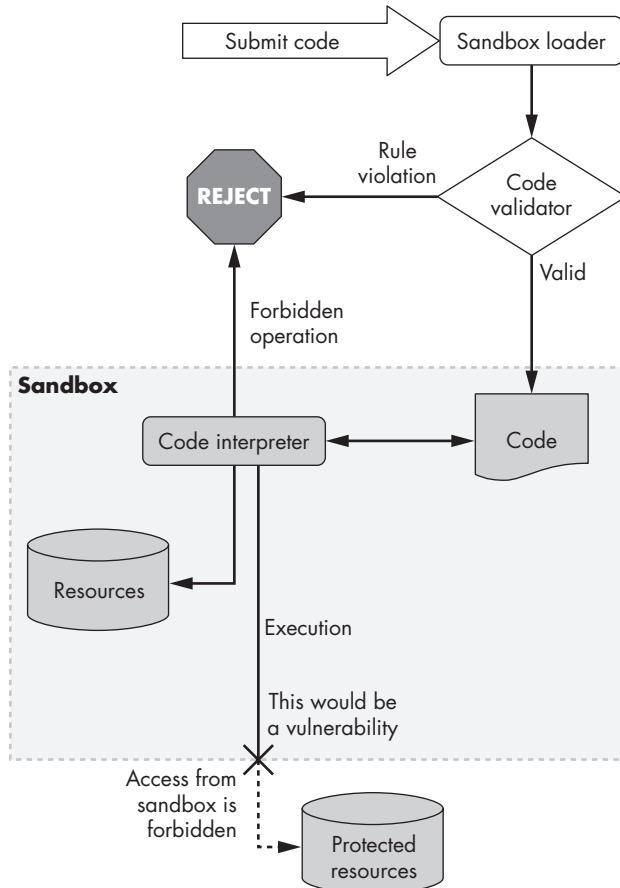 Submit code
Sandbox loader
Rule
violation
REJECT
Code
validator
Valid
Forbidden
operation
Sandbox
Code interpreter
Code
Resources
Execution
This would be
a vulnerability
Access from
sandbox is
forbidden
Protected
resources